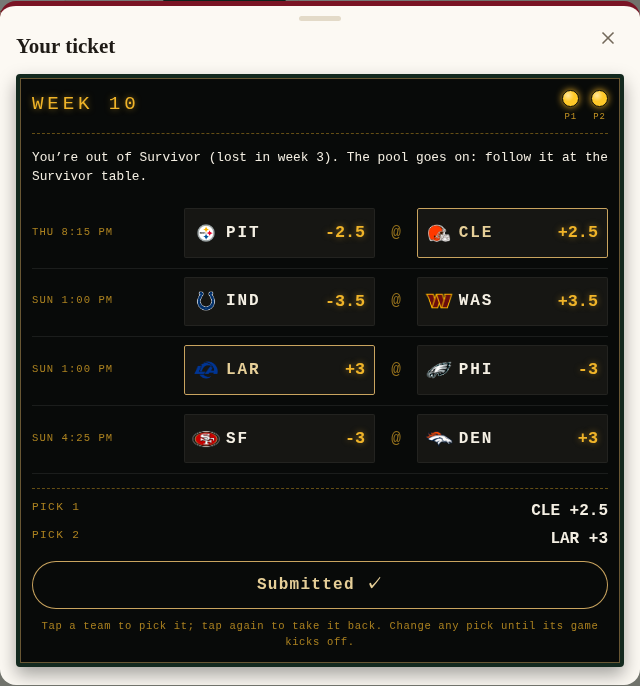 Your ticket
WEEK 10
P1 P2
You’re out of Survivor (lost in week 3). The pool goes on: follow it at the
Survivor table.
THU 8:15 PM PIT -2.5 @ CLE +2.5
SUN 1:00 PM IND -3.5 @ WAS +3.5
SUN 1:00 PM LAR +3 @ PHI -3
SUN 4:25 PM SF -3 @ DEN +3
PICK 1 CLE +2.5
PICK 2 LAR +3
Submitted ✓
Tap a team to pick it; tap again to take it back. Change any pick until its game
kicks off.